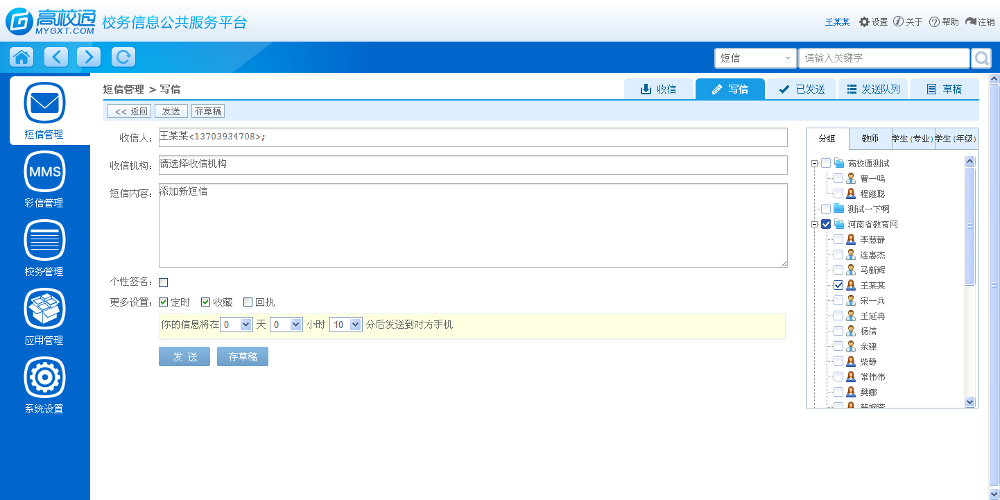 高校通
MYGXT.COM
校务信息公共服务平台
王某某 设置 关于 帮助 注销
短信 请输入关键字
短信管理
MMS
彩信管理
校务管理
应用管理
系统设置
短信管理 > 写信
收信 写信 已发送 发送队列 草稿
<< 返回 发送 存草稿
收信人: 王某某<13703934708>;
收信机构: 请选择收信机构
短信内容: 添加新短信
个性签名:
更多设置: 定时 收藏 回执
你的信息将在 0 天 0 小时 10 分后发送到对方手机
发 送 存草稿
分组 教师 学生(专业) 学生(年级)
高校通测试
曹一鸣
程继聪
测试一下啊
河南省教育网
李慧静
连惠杰
马新辉
王某某
宋一兵
王延冉
杨信
余建
柴静
常伟伟
樊娜